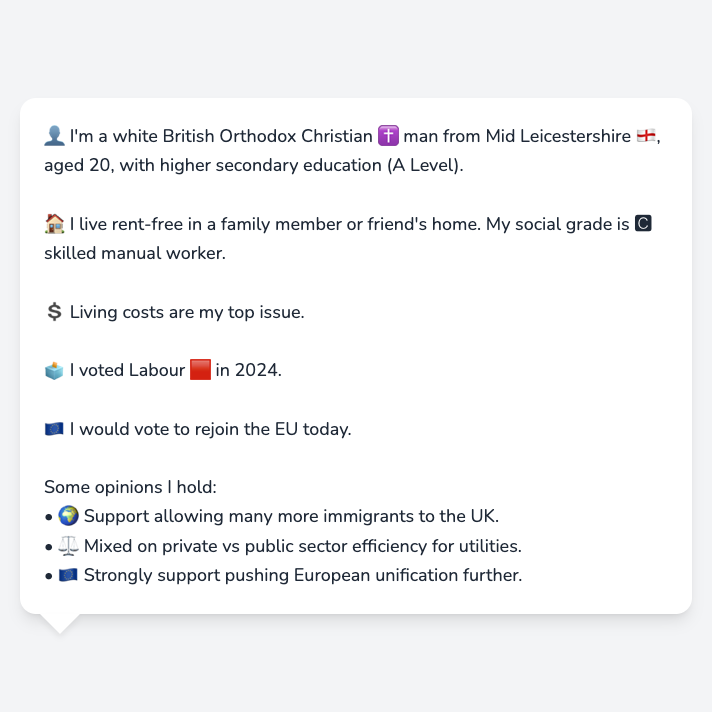 👤 I'm a white British Orthodox Christian ✝️ man from Mid Leicestershire 🏴󠁧󠁢󠁥󠁮󠁧󠁿,
aged 20, with higher secondary education (A Level).
🏠 I live rent-free in a family member or friend's home. My social grade is 🅲
skilled manual worker.
💲 Living costs are my top issue.
🗳️ I voted Labour 🟥 in 2024.
🇪🇺 I would vote to rejoin the EU today.
Some opinions I hold:
• 🌍 Support allowing many more immigrants to the UK.
• ⚖️ Mixed on private vs public sector efficiency for utilities.
• 🇪🇺 Strongly support pushing European unification further.